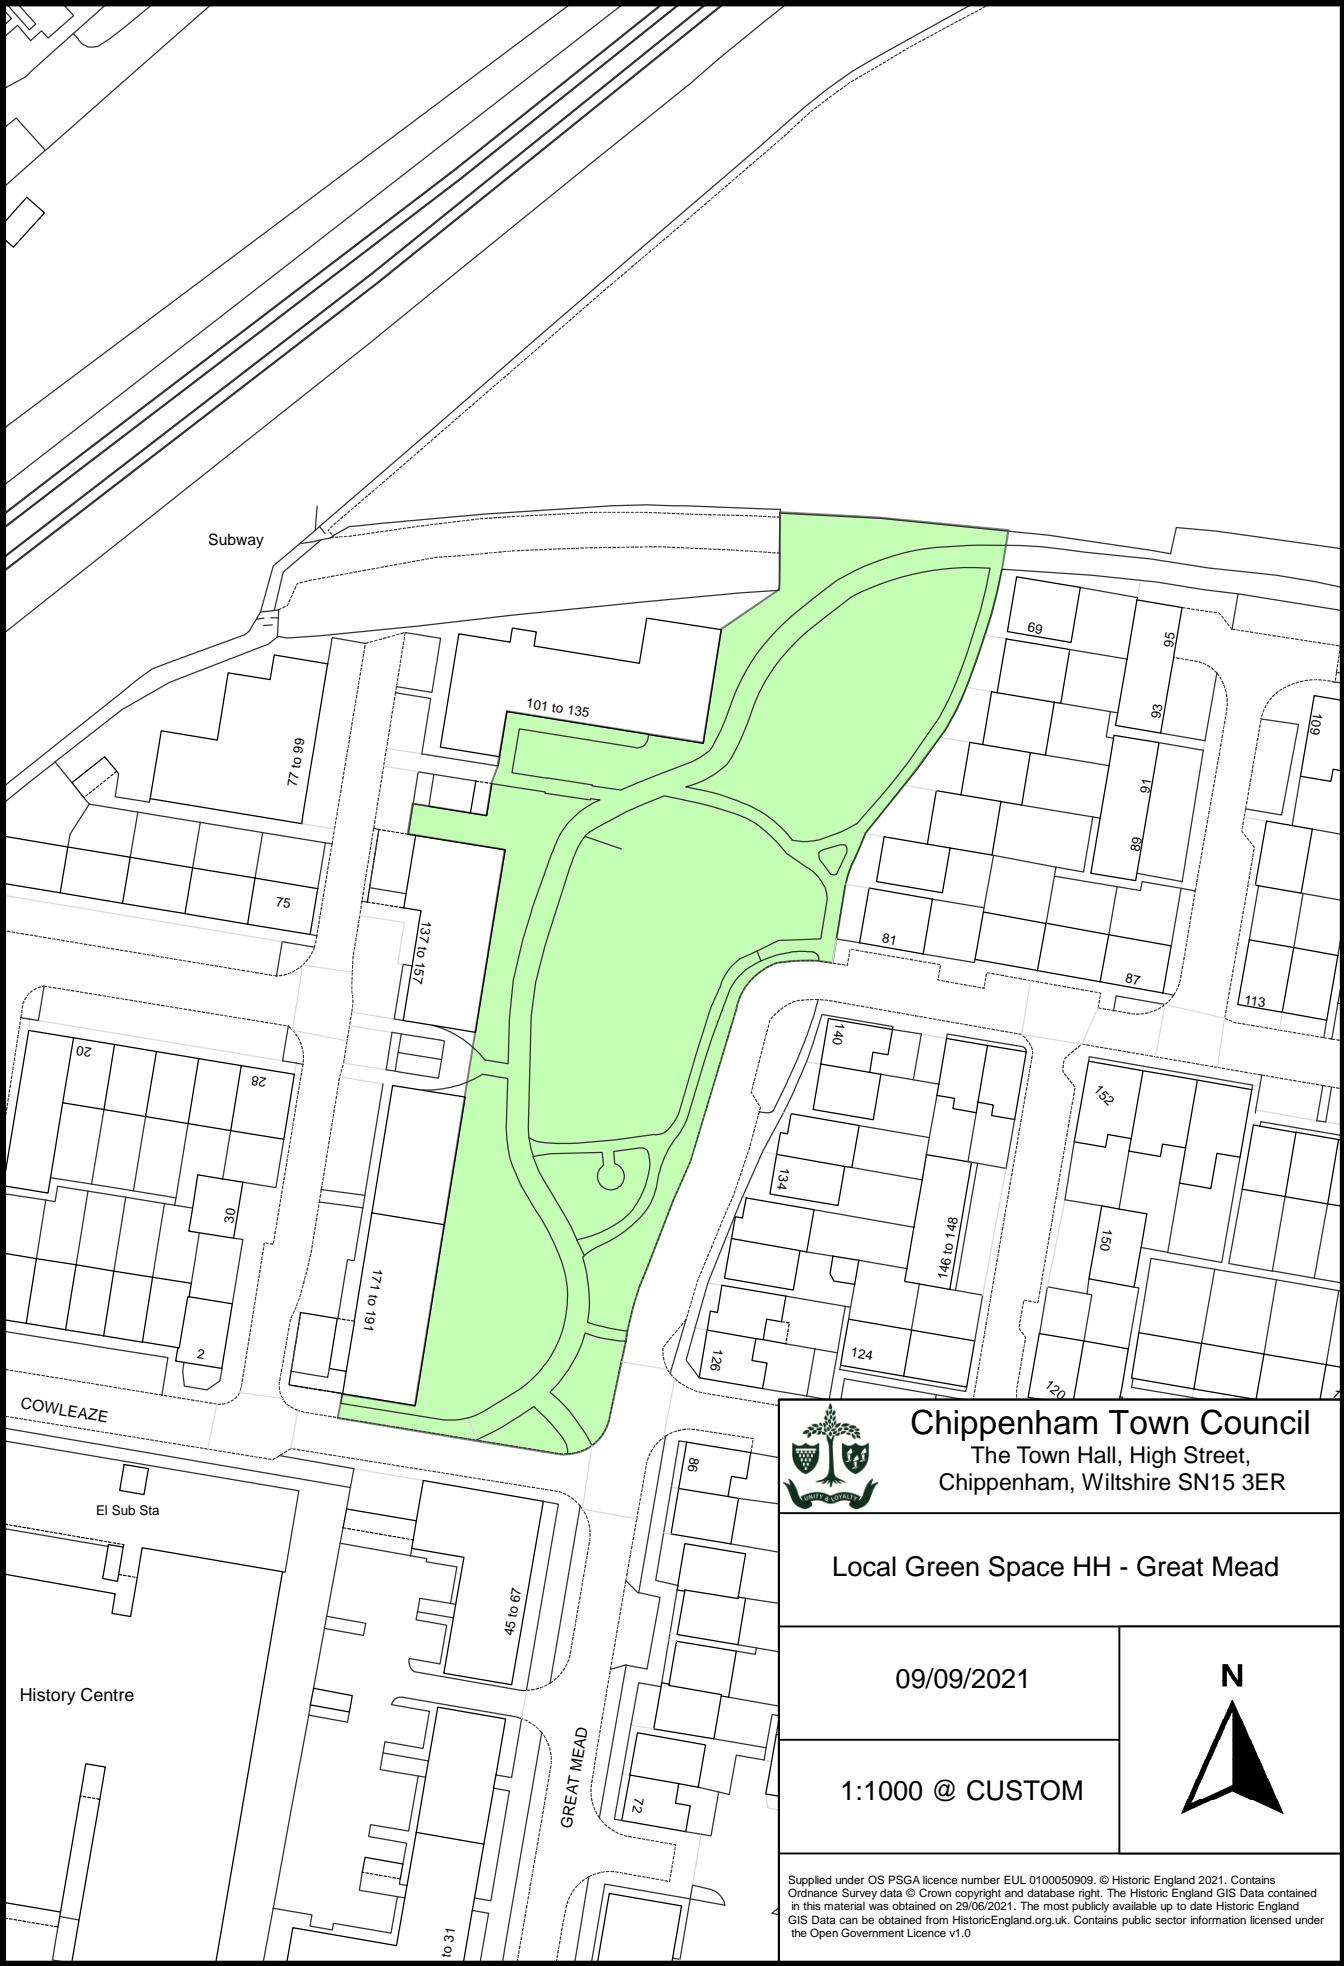 Subway
69
95
93
109
101 to 135
77 to 99
91
89
75
137 to 157
81
87
113
20
28
140
152
134
30
146 to 148
150
171 to 191
2
126
124
120
COWLEAZE
86
El Sub Sta
45 to 67
History Centre
GREAT MEAD
72
to 31
Chippenham Town Council
The Town Hall, High Street,
Chippenham, Wiltshire SN15 3ER
UNITY & LOYALTY
Local Green Space HH - Great Mead
09/09/2021
N
1:1000 @ CUSTOM
Supplied under OS PSGA licence number EUL 0100050909. © Historic England 2021. Contains
Ordnance Survey data © Crown copyright and database right. The Historic England GIS Data contained
in this material was obtained on 29/06/2021. The most publicly available up to date Historic England
GIS Data can be obtained from HistoricEngland.org.uk. Contains public sector information licensed under
the Open Government Licence v1.0